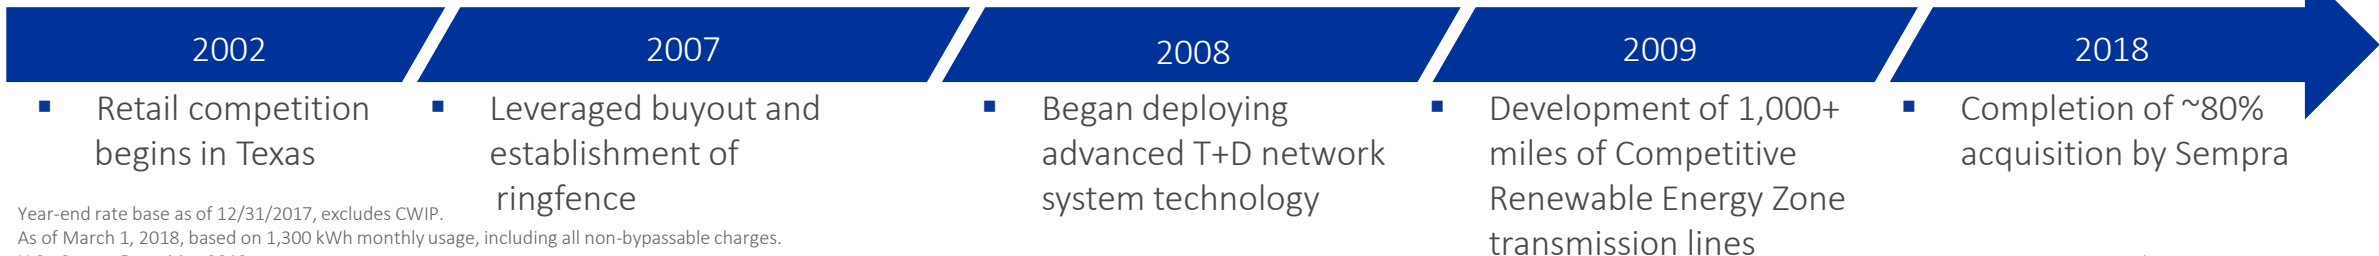 2002
2007
2008
2009
2018
▪ Retail competition
begins in Texas
▪ Leveraged buyout and
establishment of
ringfence
▪ Began deploying
advanced T+D network
system technology
▪ Development of 1,000+
miles of Competitive
Renewable Energy Zone
transmission lines
▪ Completion of ~80%
acquisition by Sempra
Year-end rate base as of 12/31/2017, excludes CWIP.
As of March 1, 2018, based on 1,300 kWh monthly usage, including all non-bypassable charges.